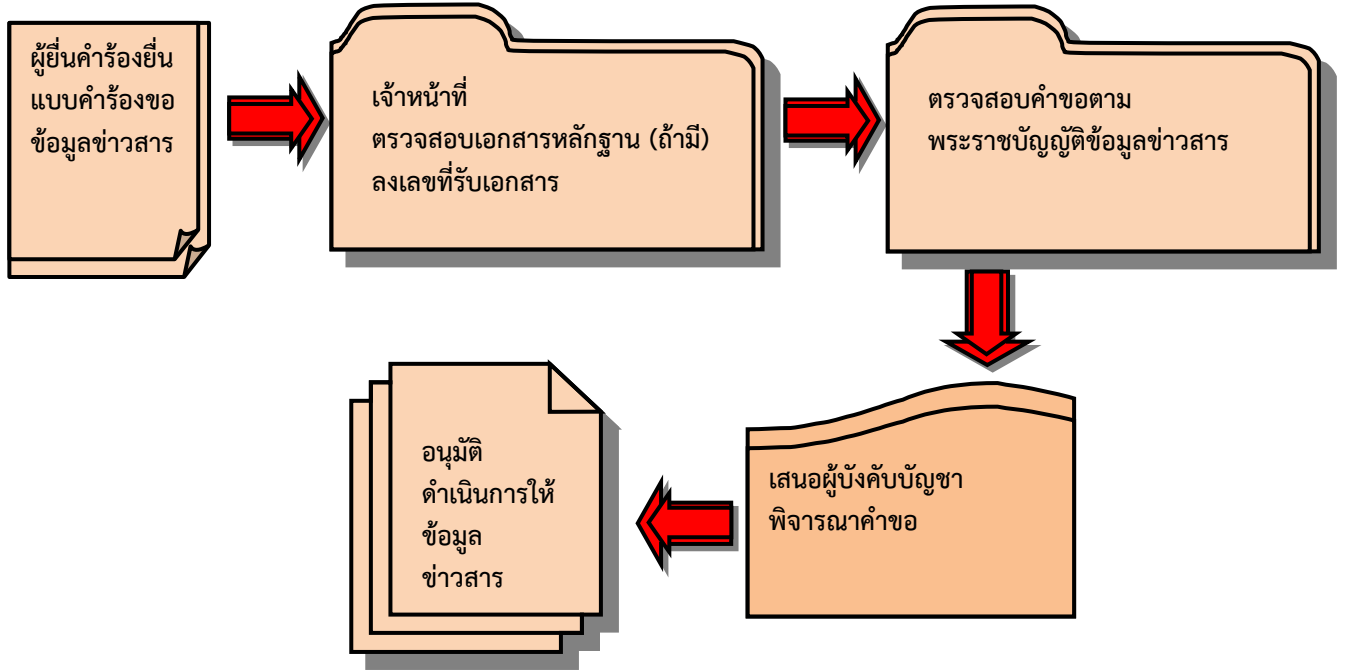 ผู้ยื่นคำร้องยื่น
แบบคำร้องขอ
ข้อมูลข่าวสาร
เจ้าหน้าที่
ตรวจสอบเอกสารหลักฐาน (ถ้ามี)
ลงเลขที่รับเอกสาร
ตรวจสอบคำขอตาม
พระราชบัญญัติข้อมูลข่าวสาร
เสนอผู้บังคับบัญชา
พิจารณาคำขอ
อนุมัติ
ดำเนินการให้
ข้อมูล
ข่าวสาร